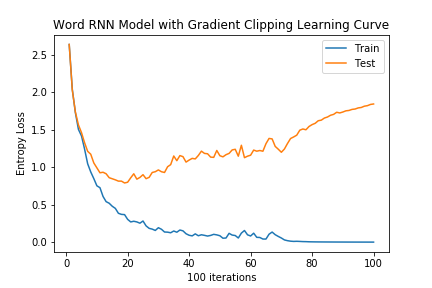 Word RNN Model with Gradient Clipping Learning Curve
Train
Test
Entropy Loss
2.5
2.0
1.5
1.0
0.5
0.0
0 20 40 60 80 100
100 iterations